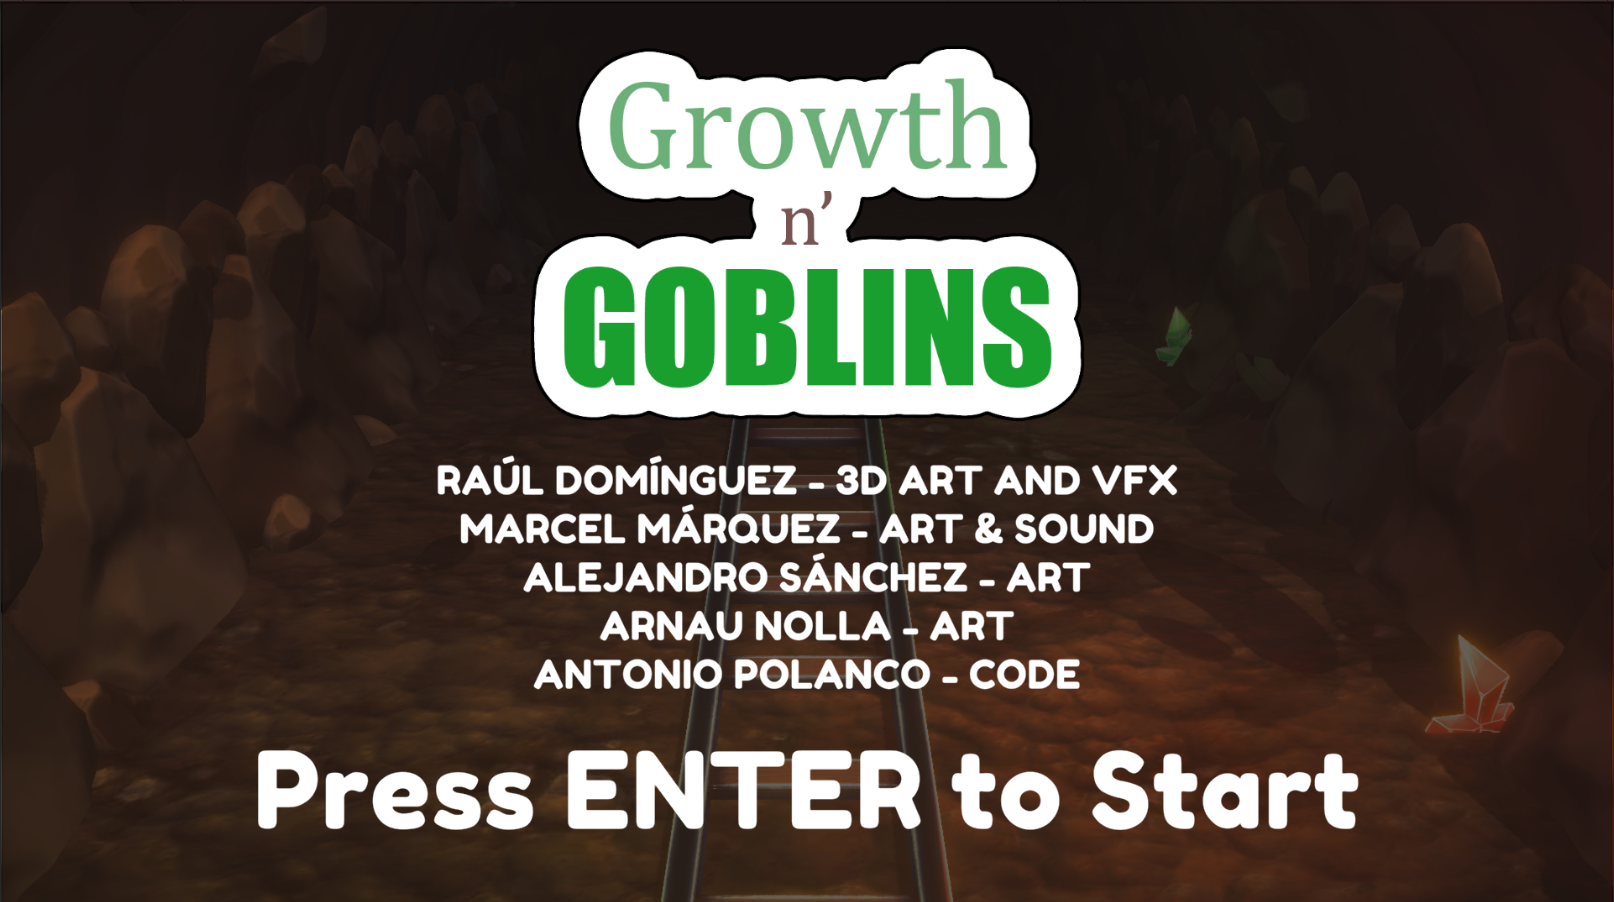 Growth
n’
GOBLINS
RAÚL DOMÍNGUEZ - 3D ART AND VFX
MARCEL MÁRQUEZ - ART & SOUND
ALEJANDRO SÁNCHEZ - ART
ARNAU NOLLA - ART
ANTONIO POLANCO - CODE
Press ENTER to Start